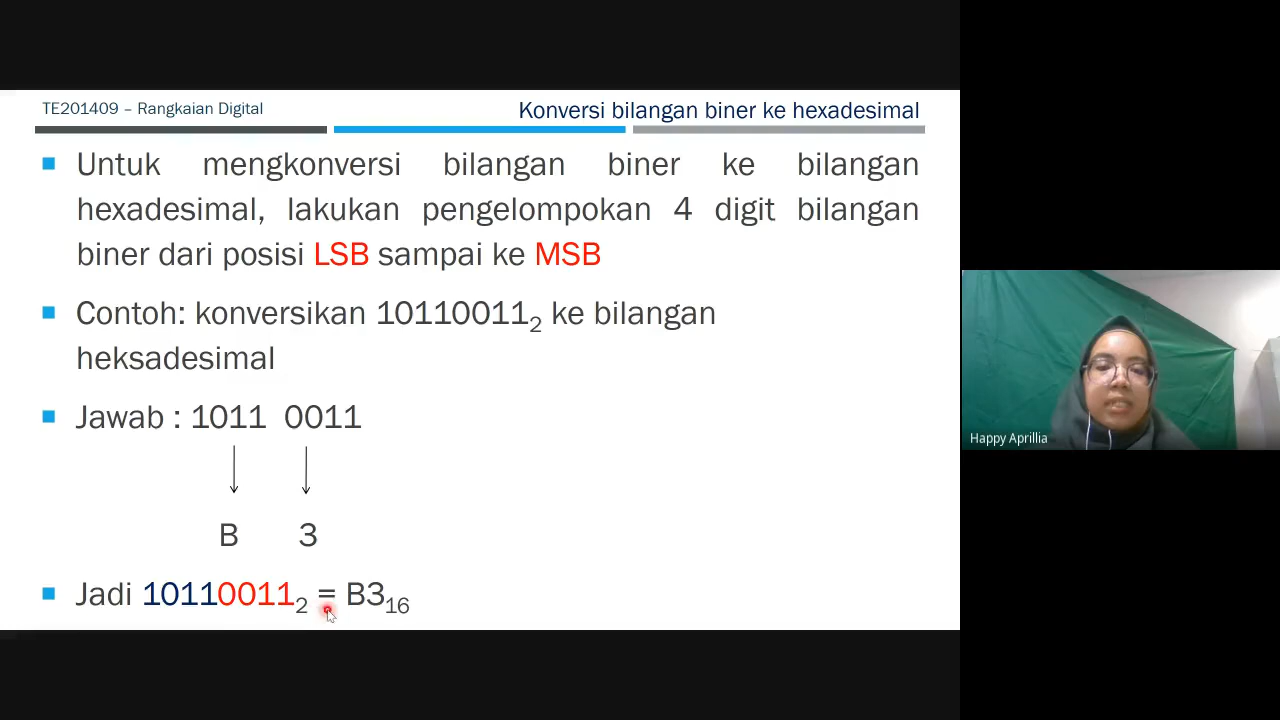 TE201409 – Rangkaian Digital
Konversi bilangan biner ke hexadesimal
Untuk mengkonversi bilangan biner ke bilangan
hexadesimal, lakukan pengelompokan 4 digit bilangan
biner dari posisi LSB sampai ke MSB
Contoh: konversikan 10110011₂ ke bilangan
heksadesimal
Jawab : 1011 0011
B 3
Jadi 10110011₂ = B3₁₆
Happy Aprillia